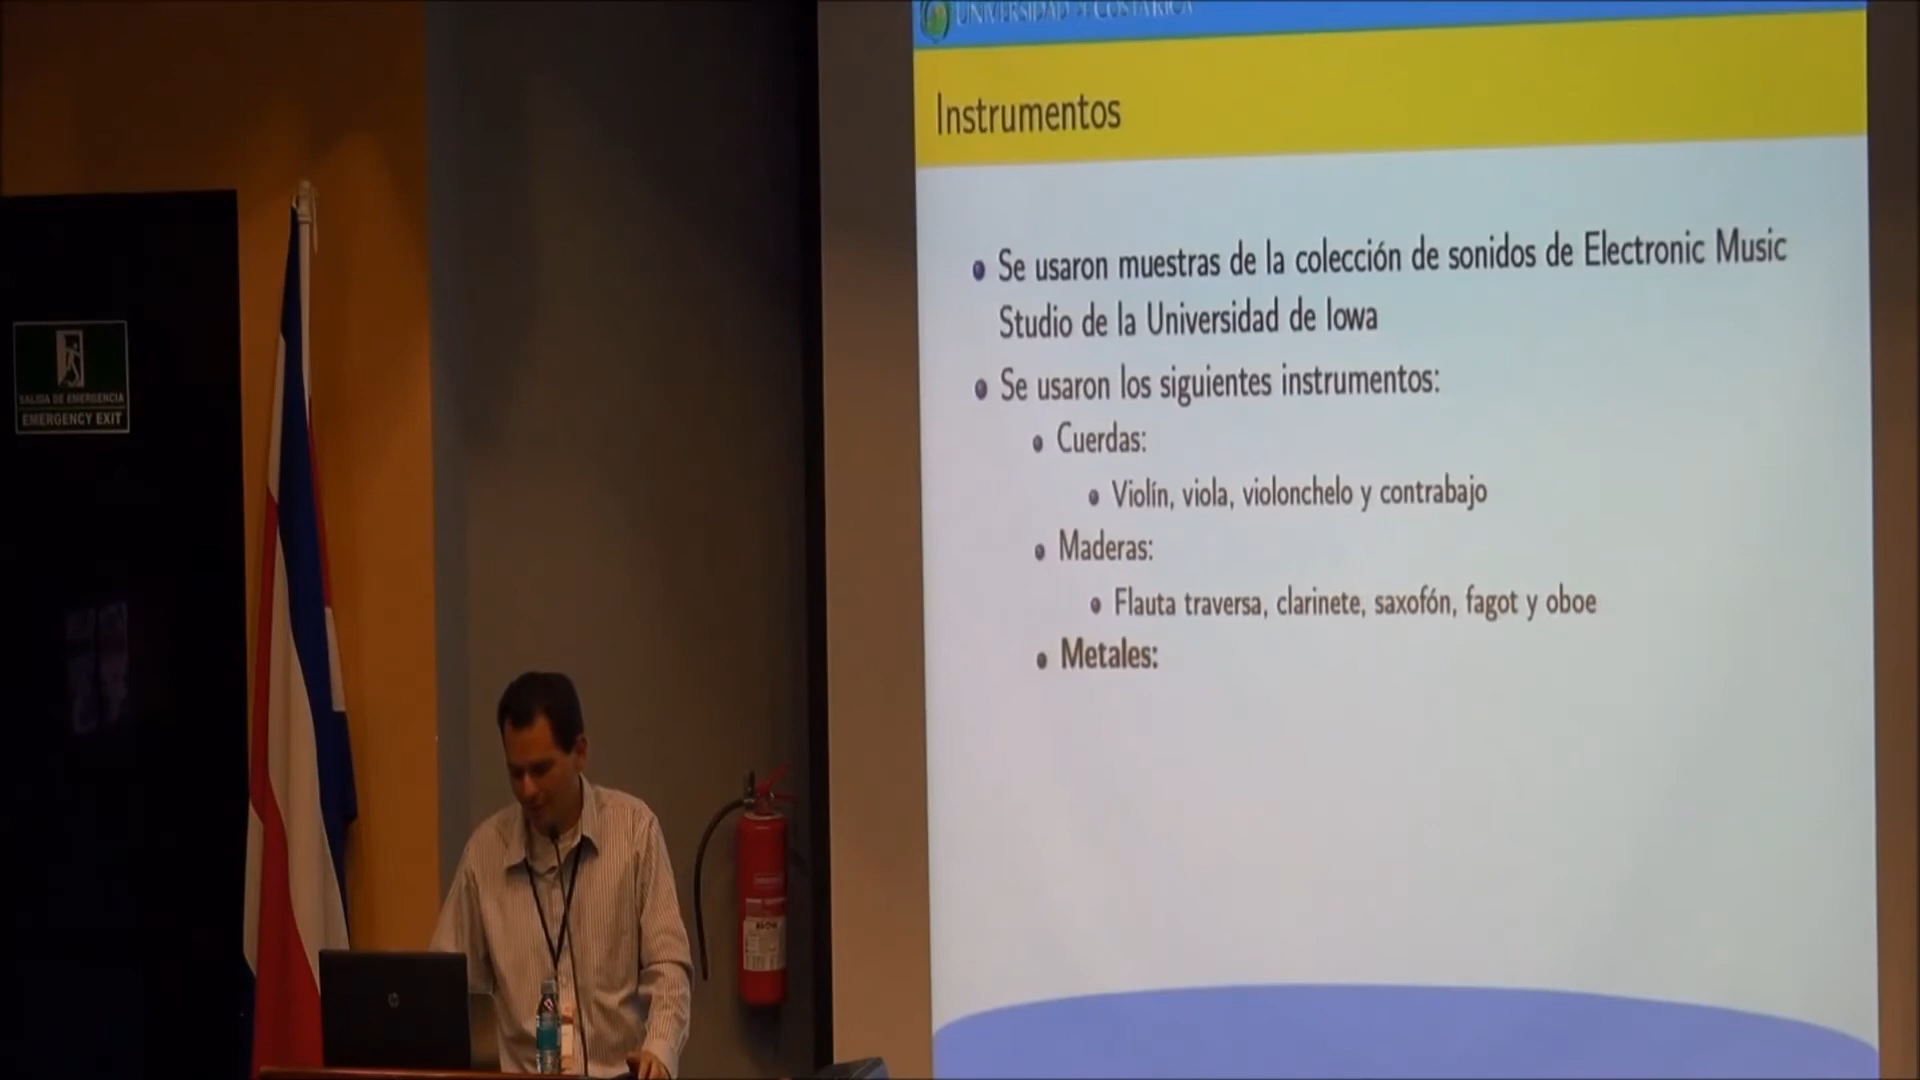 UNIVERSIDAD DE COSTA RICA
Instrumentos
Se usaron muestras de la colección de sonidos de Electronic Music
Studio de la Universidad de Iowa
Se usaron los siguientes instrumentos:
Cuerdas:
Violín, viola, violonchelo y contrabajo
Maderas:
Flauta traversa, clarinete, saxofón, fagot y oboe
Metales:
SALIDA DE EMERGENCIA
EMERGENCY EXIT
hp